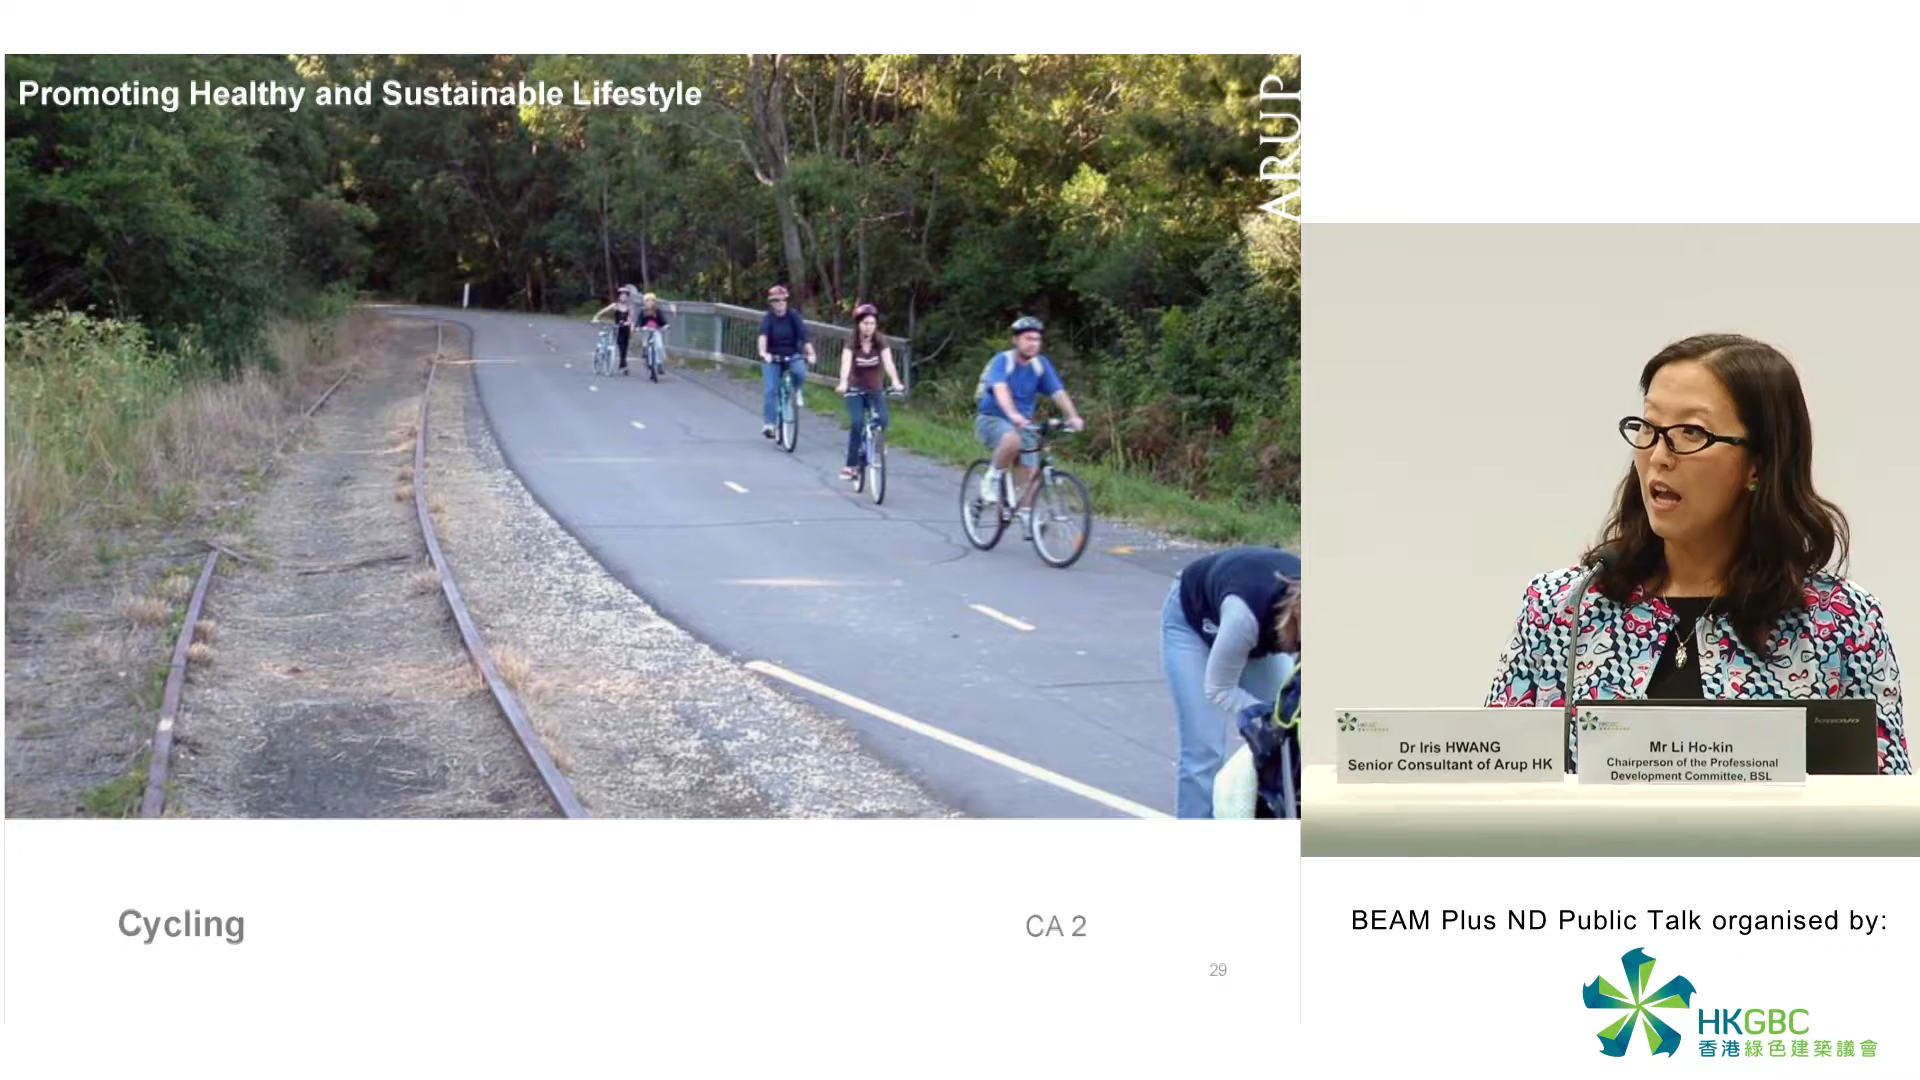 Promoting Healthy and Sustainable Lifestyle
ARUP
Cycling
CA 2
29
Dr Iris HWANG
Senior Consultant of Arup HK
Mr Li Ho-kin
Chairperson of the Professional
Development Committee, BSL
lenovo
BEAM Plus ND Public Talk organised by:
HKGBC
香港綠色建築議會